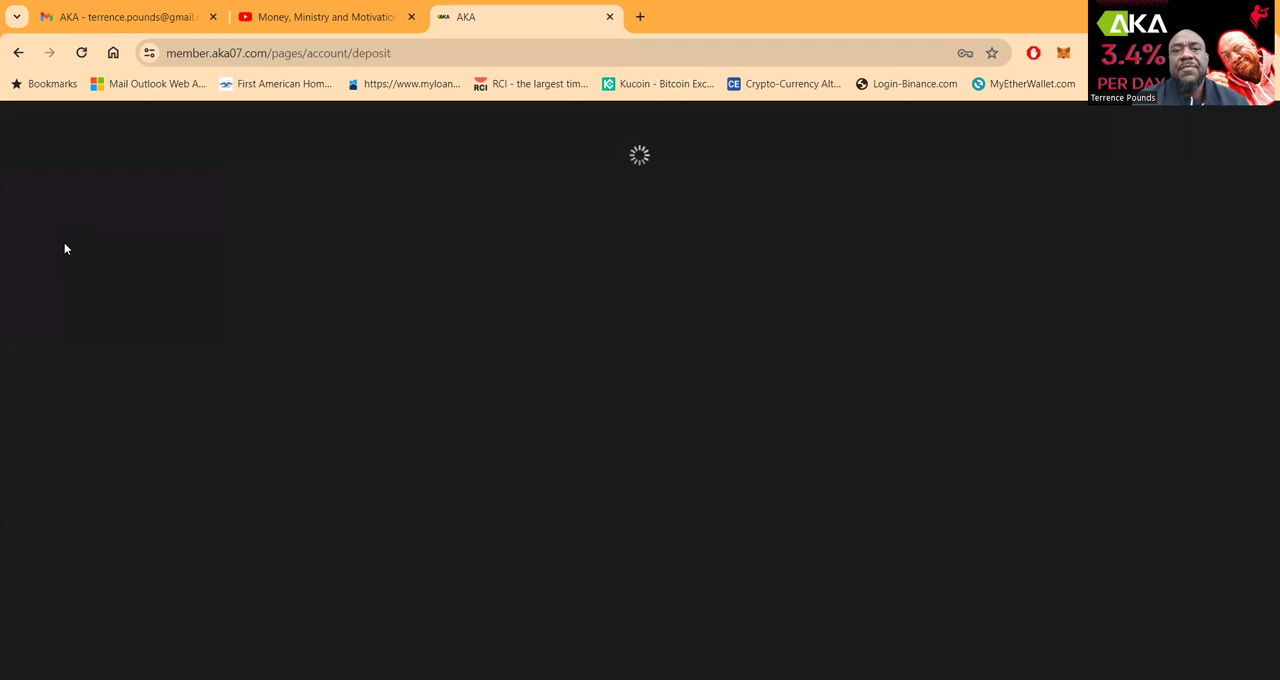 AKA - terrence.pounds@gmail.
Money, Ministry and Motivation
AKA
member.aka07.com/pages/account/deposit
Bookmarks
Mail Outlook Web A...
First American Hom...
https://www.myloan...
RCI
RCI - the largest tim...
Kucoin - Bitcoin Exc...
CE
Crypto-Currency Alt...
Login-Binance.com
MyEtherWallet.com
AKA
3.4%
PER DAY
Terrence Pounds